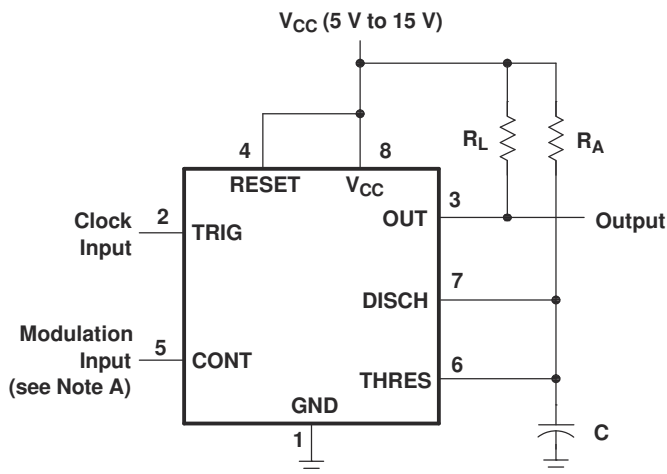 VCC (5 V to 15 V)
RL
RA
4
8
RESET
VCC
3
OUT
Output
Clock
Input
2
TRIG
7
DISCH
Modulation
Input
(see Note A)
5
CONT
6
THRES
GND
1
C